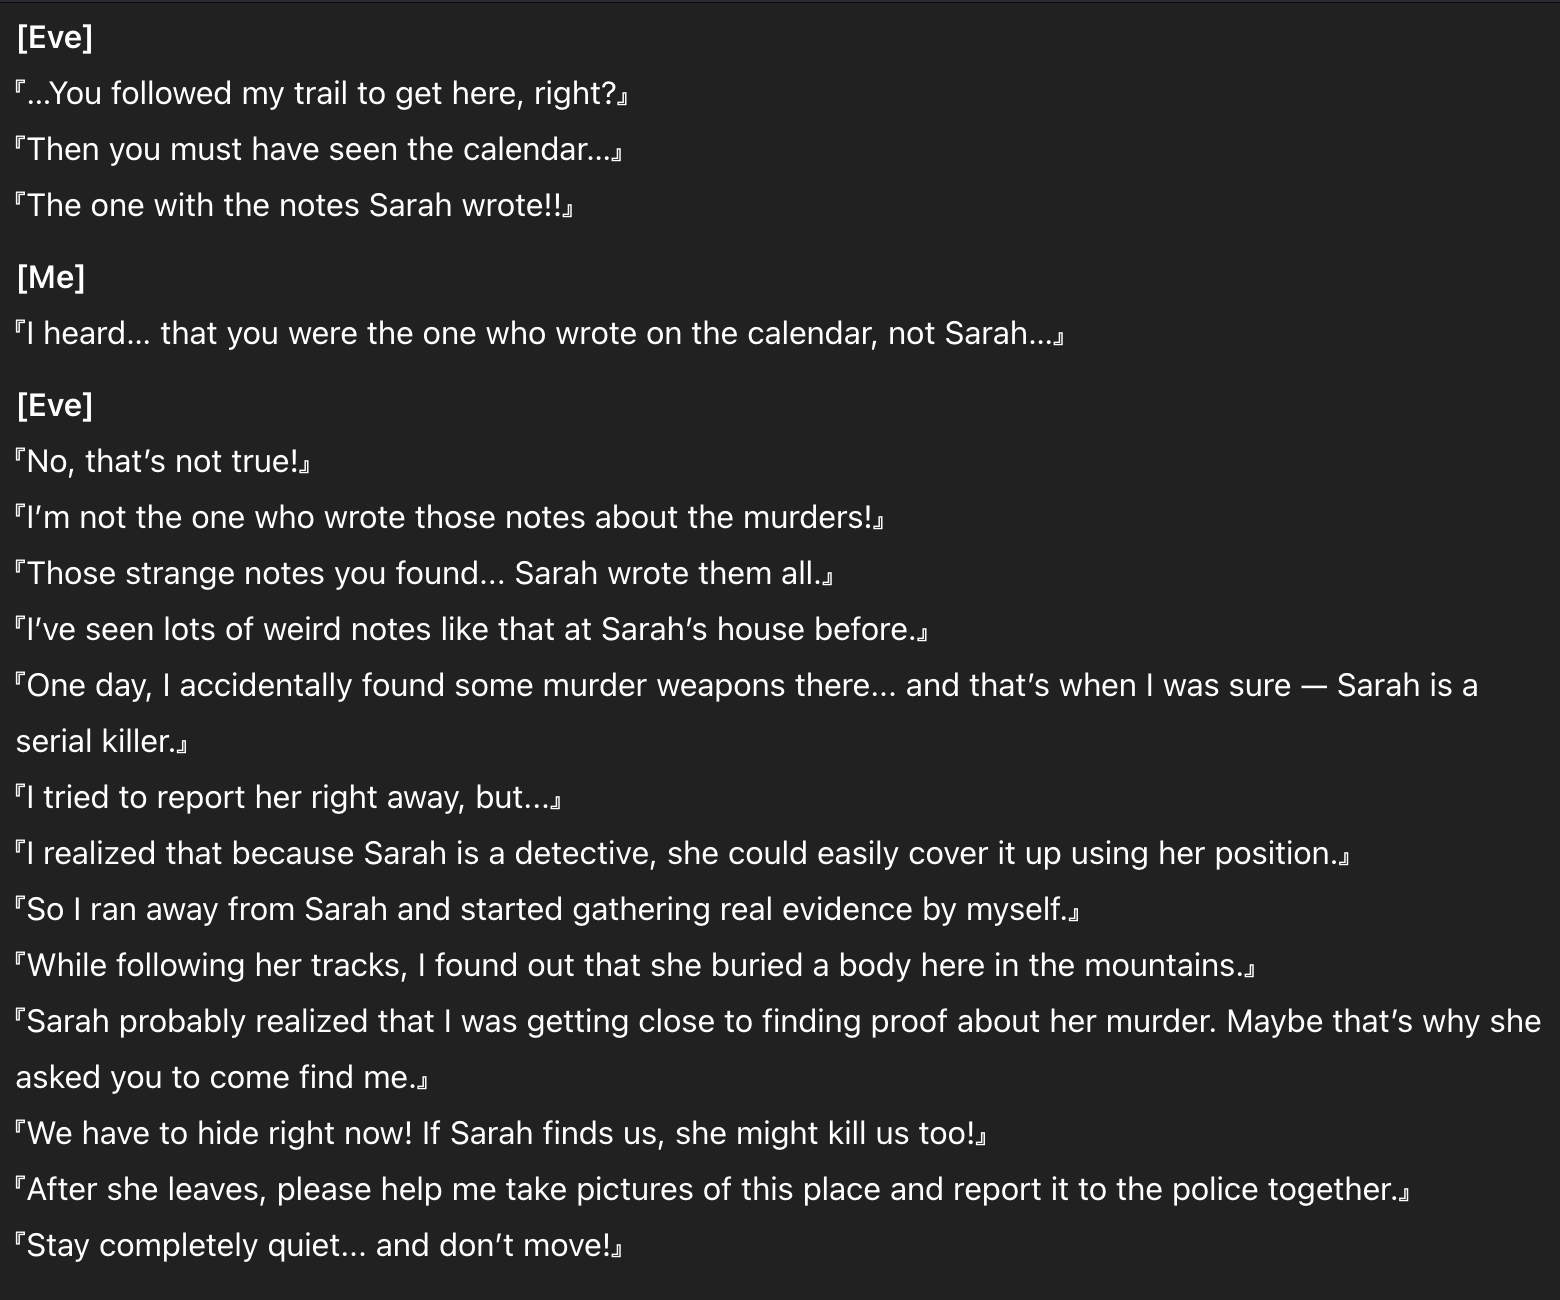 [Eve]
『...You followed my trail to get here, right?』
『Then you must have seen the calendar...』
『The one with the notes Sarah wrote!!』
[Me]
『I heard... that you were the one who wrote on the calendar, not Sarah...』
[Eve]
『No, that’s not true!』
『I’m not the one who wrote those notes about the murders!』
『Those strange notes you found... Sarah wrote them all.』
『I’ve seen lots of weird notes like that at Sarah’s house before.』
『One day, I accidentally found some murder weapons there... and that’s when I was sure — Sarah is a
serial killer.』
『I tried to report her right away, but...』
『I realized that because Sarah is a detective, she could easily cover it up using her position.』
『So I ran away from Sarah and started gathering real evidence by myself.』
『While following her tracks, I found out that she buried a body here in the mountains.』
『Sarah probably realized that I was getting close to finding proof about her murder. Maybe that’s why she
asked you to come find me.』
『We have to hide right now! If Sarah finds us, she might kill us too!』
『After she leaves, please help me take pictures of this place and report it to the police together.』
『Stay completely quiet... and don’t move!』